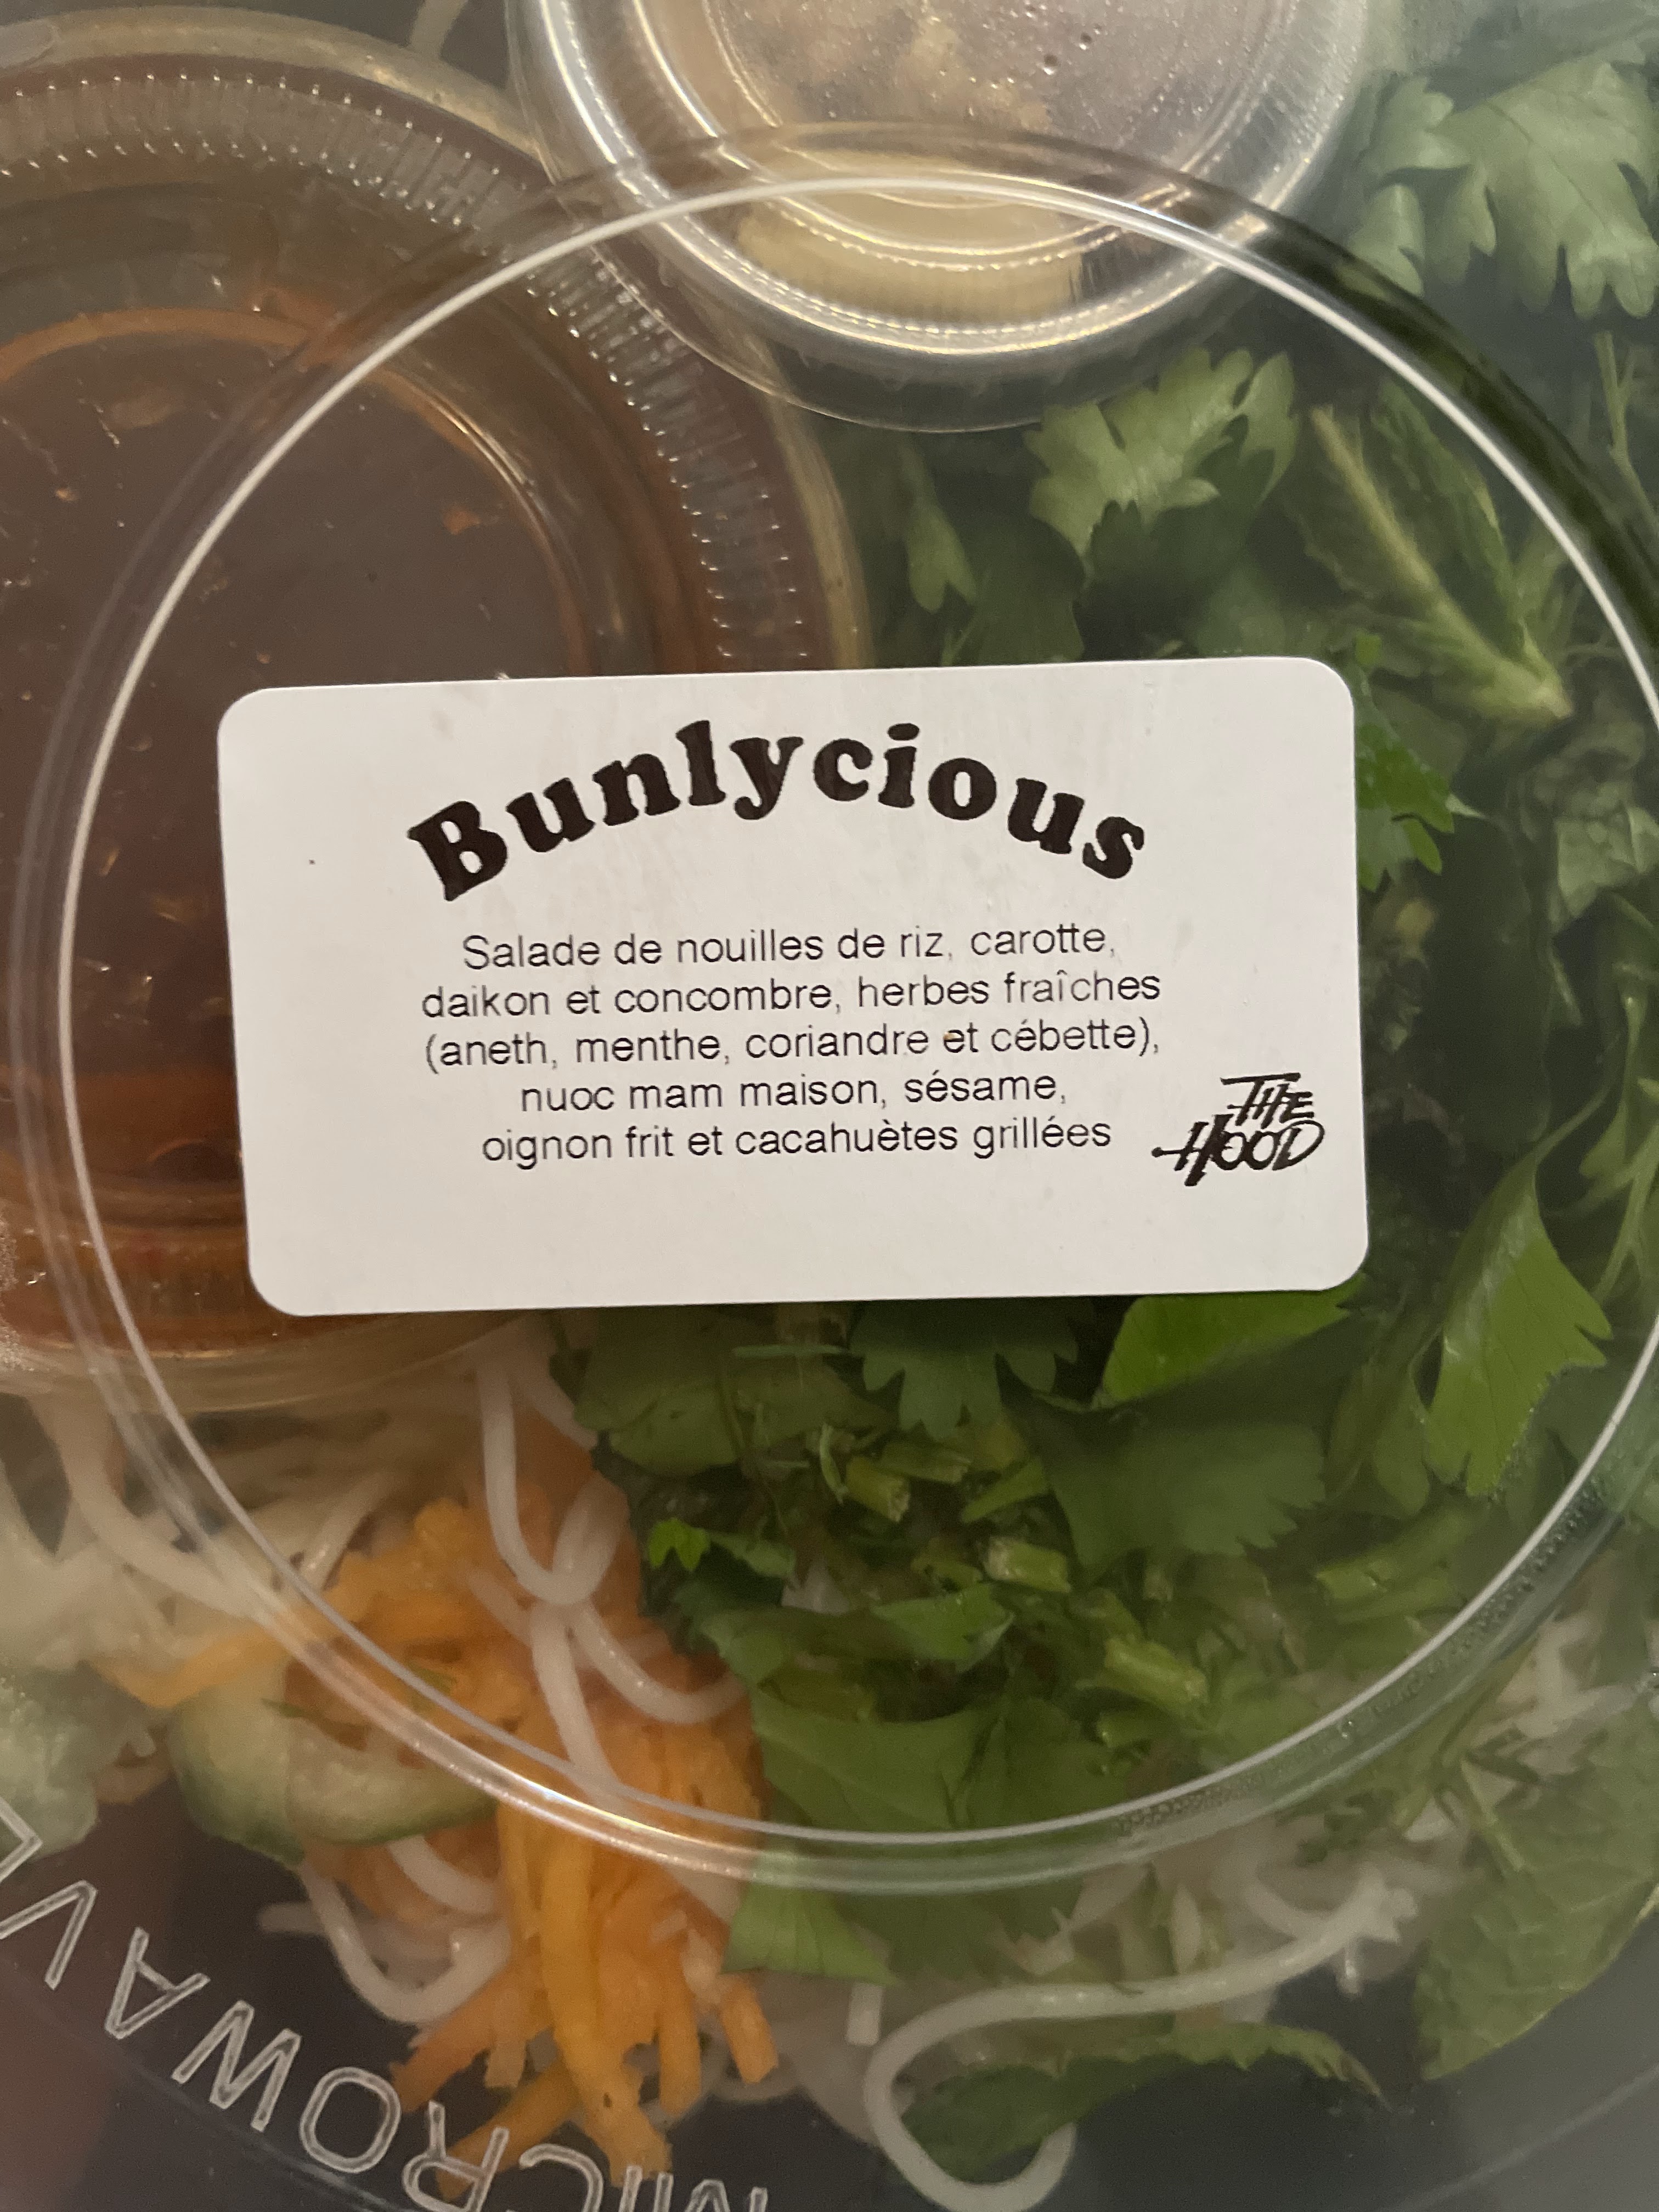 Bunlycious
Salade de nouilles de riz, carotte,
daikon et concombre, herbes fraîches
(aneth, menthe, coriandre et cébette),
nuoc mam maison, sésame,
oignon frit et cacahuètes grillées
THE
HOOD